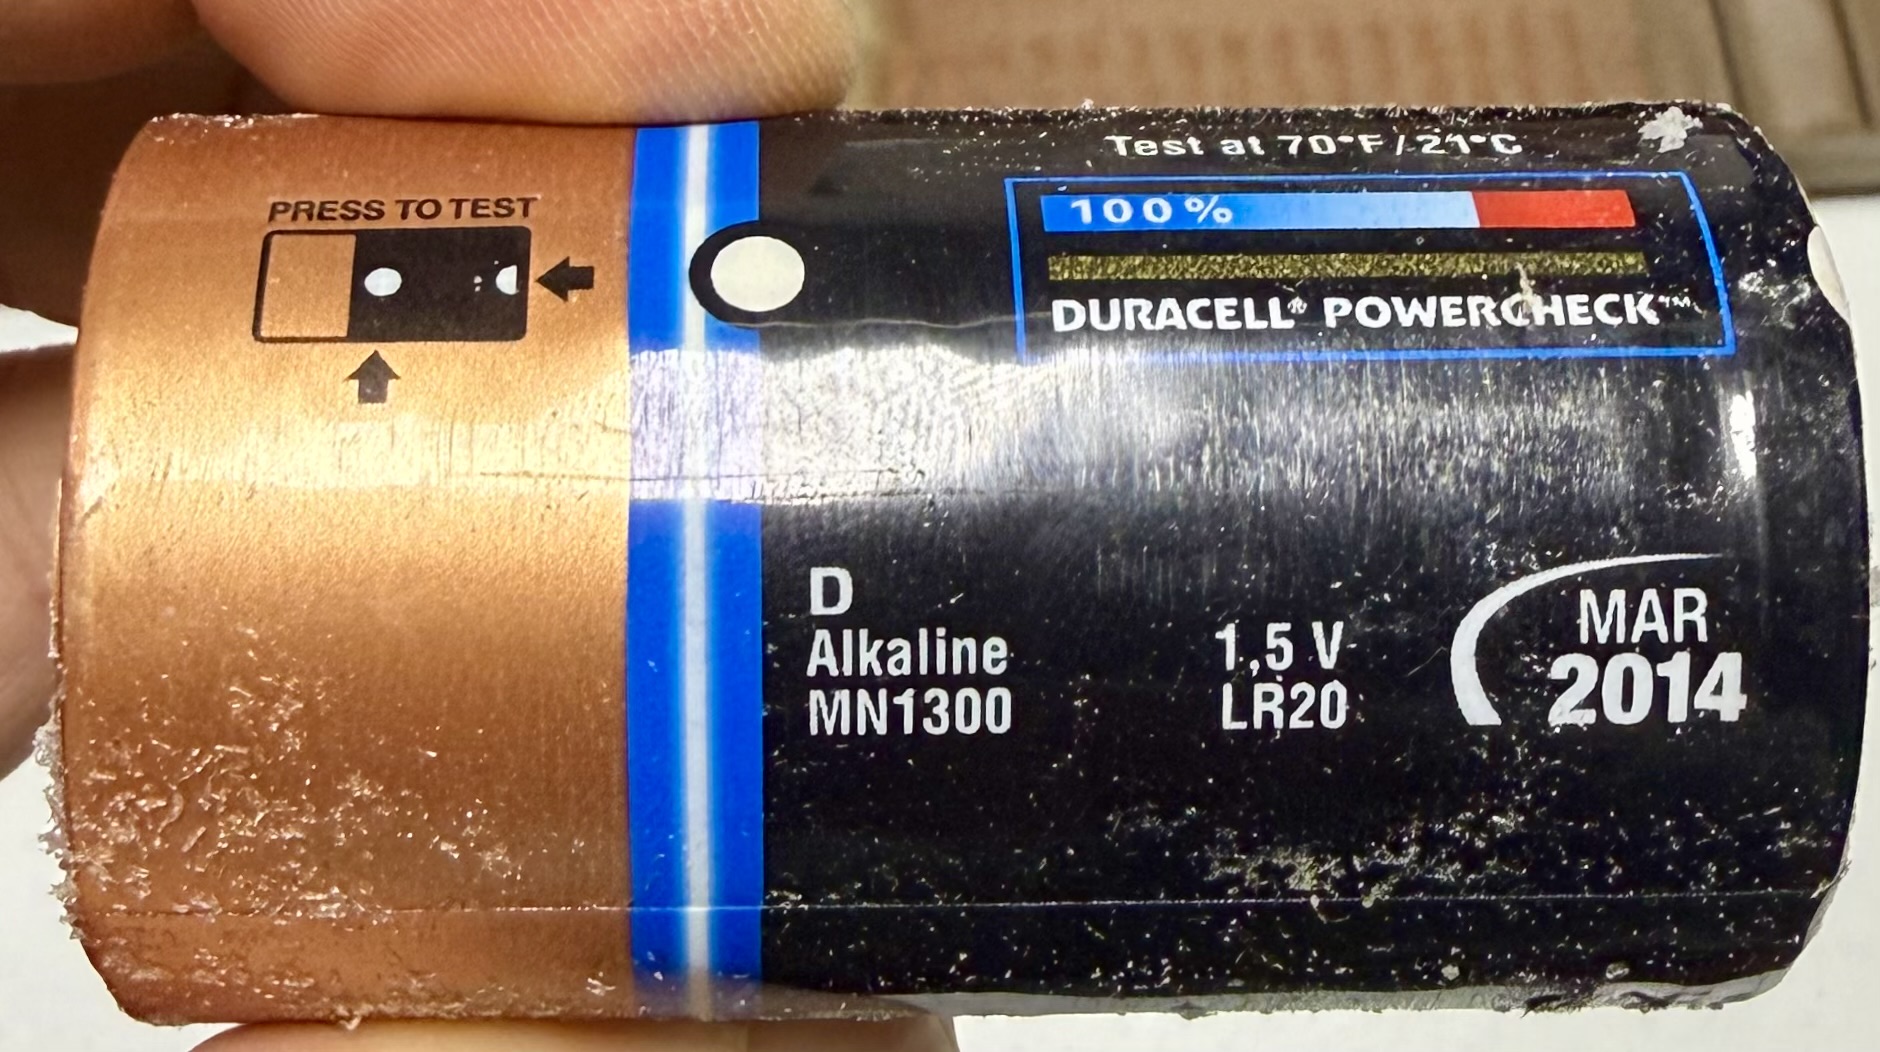 PRESS TO TEST
Test at 70°F / 21°C
100%
DURACELL® POWERCHECK™
D
Alkaline
MN1300
1,5 V
LR20
MAR
2014